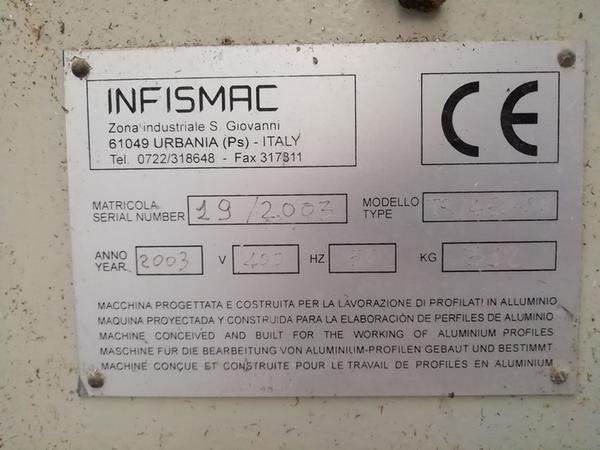 INFISMAC
Zona industriale S. Giovanni
61049 URBANIA (Ps) - ITALY
Tel. 0722/318648 - Fax 317811
CE
MATRICOLA
SERIAL NUMBER 19/2003
MODELLO
TYPE
ANNO
YEAR 2003 V 400 HZ 50 KG
MACCHINA PROGETTATA E COSTRUITA PER LA LAVORAZIONE DI PROFILATI IN ALLUMINIO
MAQUINA PROYECTADA Y CONSTRUIDA PARA LA ELABORACIÓN DE PERFILES DE ALUMINIO
MACHINE CONCEIVED AND BUILT FOR THE WORKING OF ALUMINIUM PROFILES
MASCHINE FÜR DIE BEARBEITUNG VON ALUMINIUM-PROFILEN GEBAUT UND BESTIMMT
MACHINE CONÇUE ET CONSTRUITE POUR LE TRAVAIL DE PROFILES EN ALUMINIUM